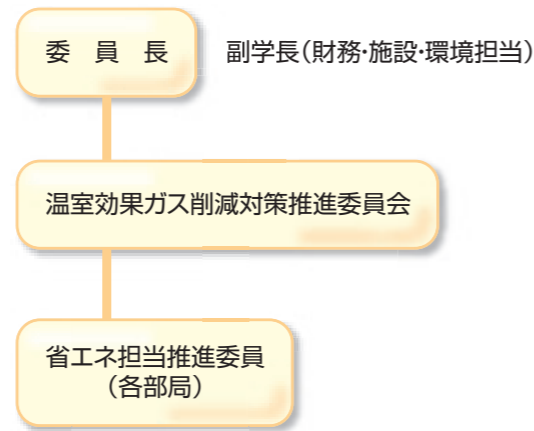 委　員　長　副学長（財務・施設・環境担当）
温室効果ガス削減対策推進委員会
省エネ担当推進委員
（各部局）